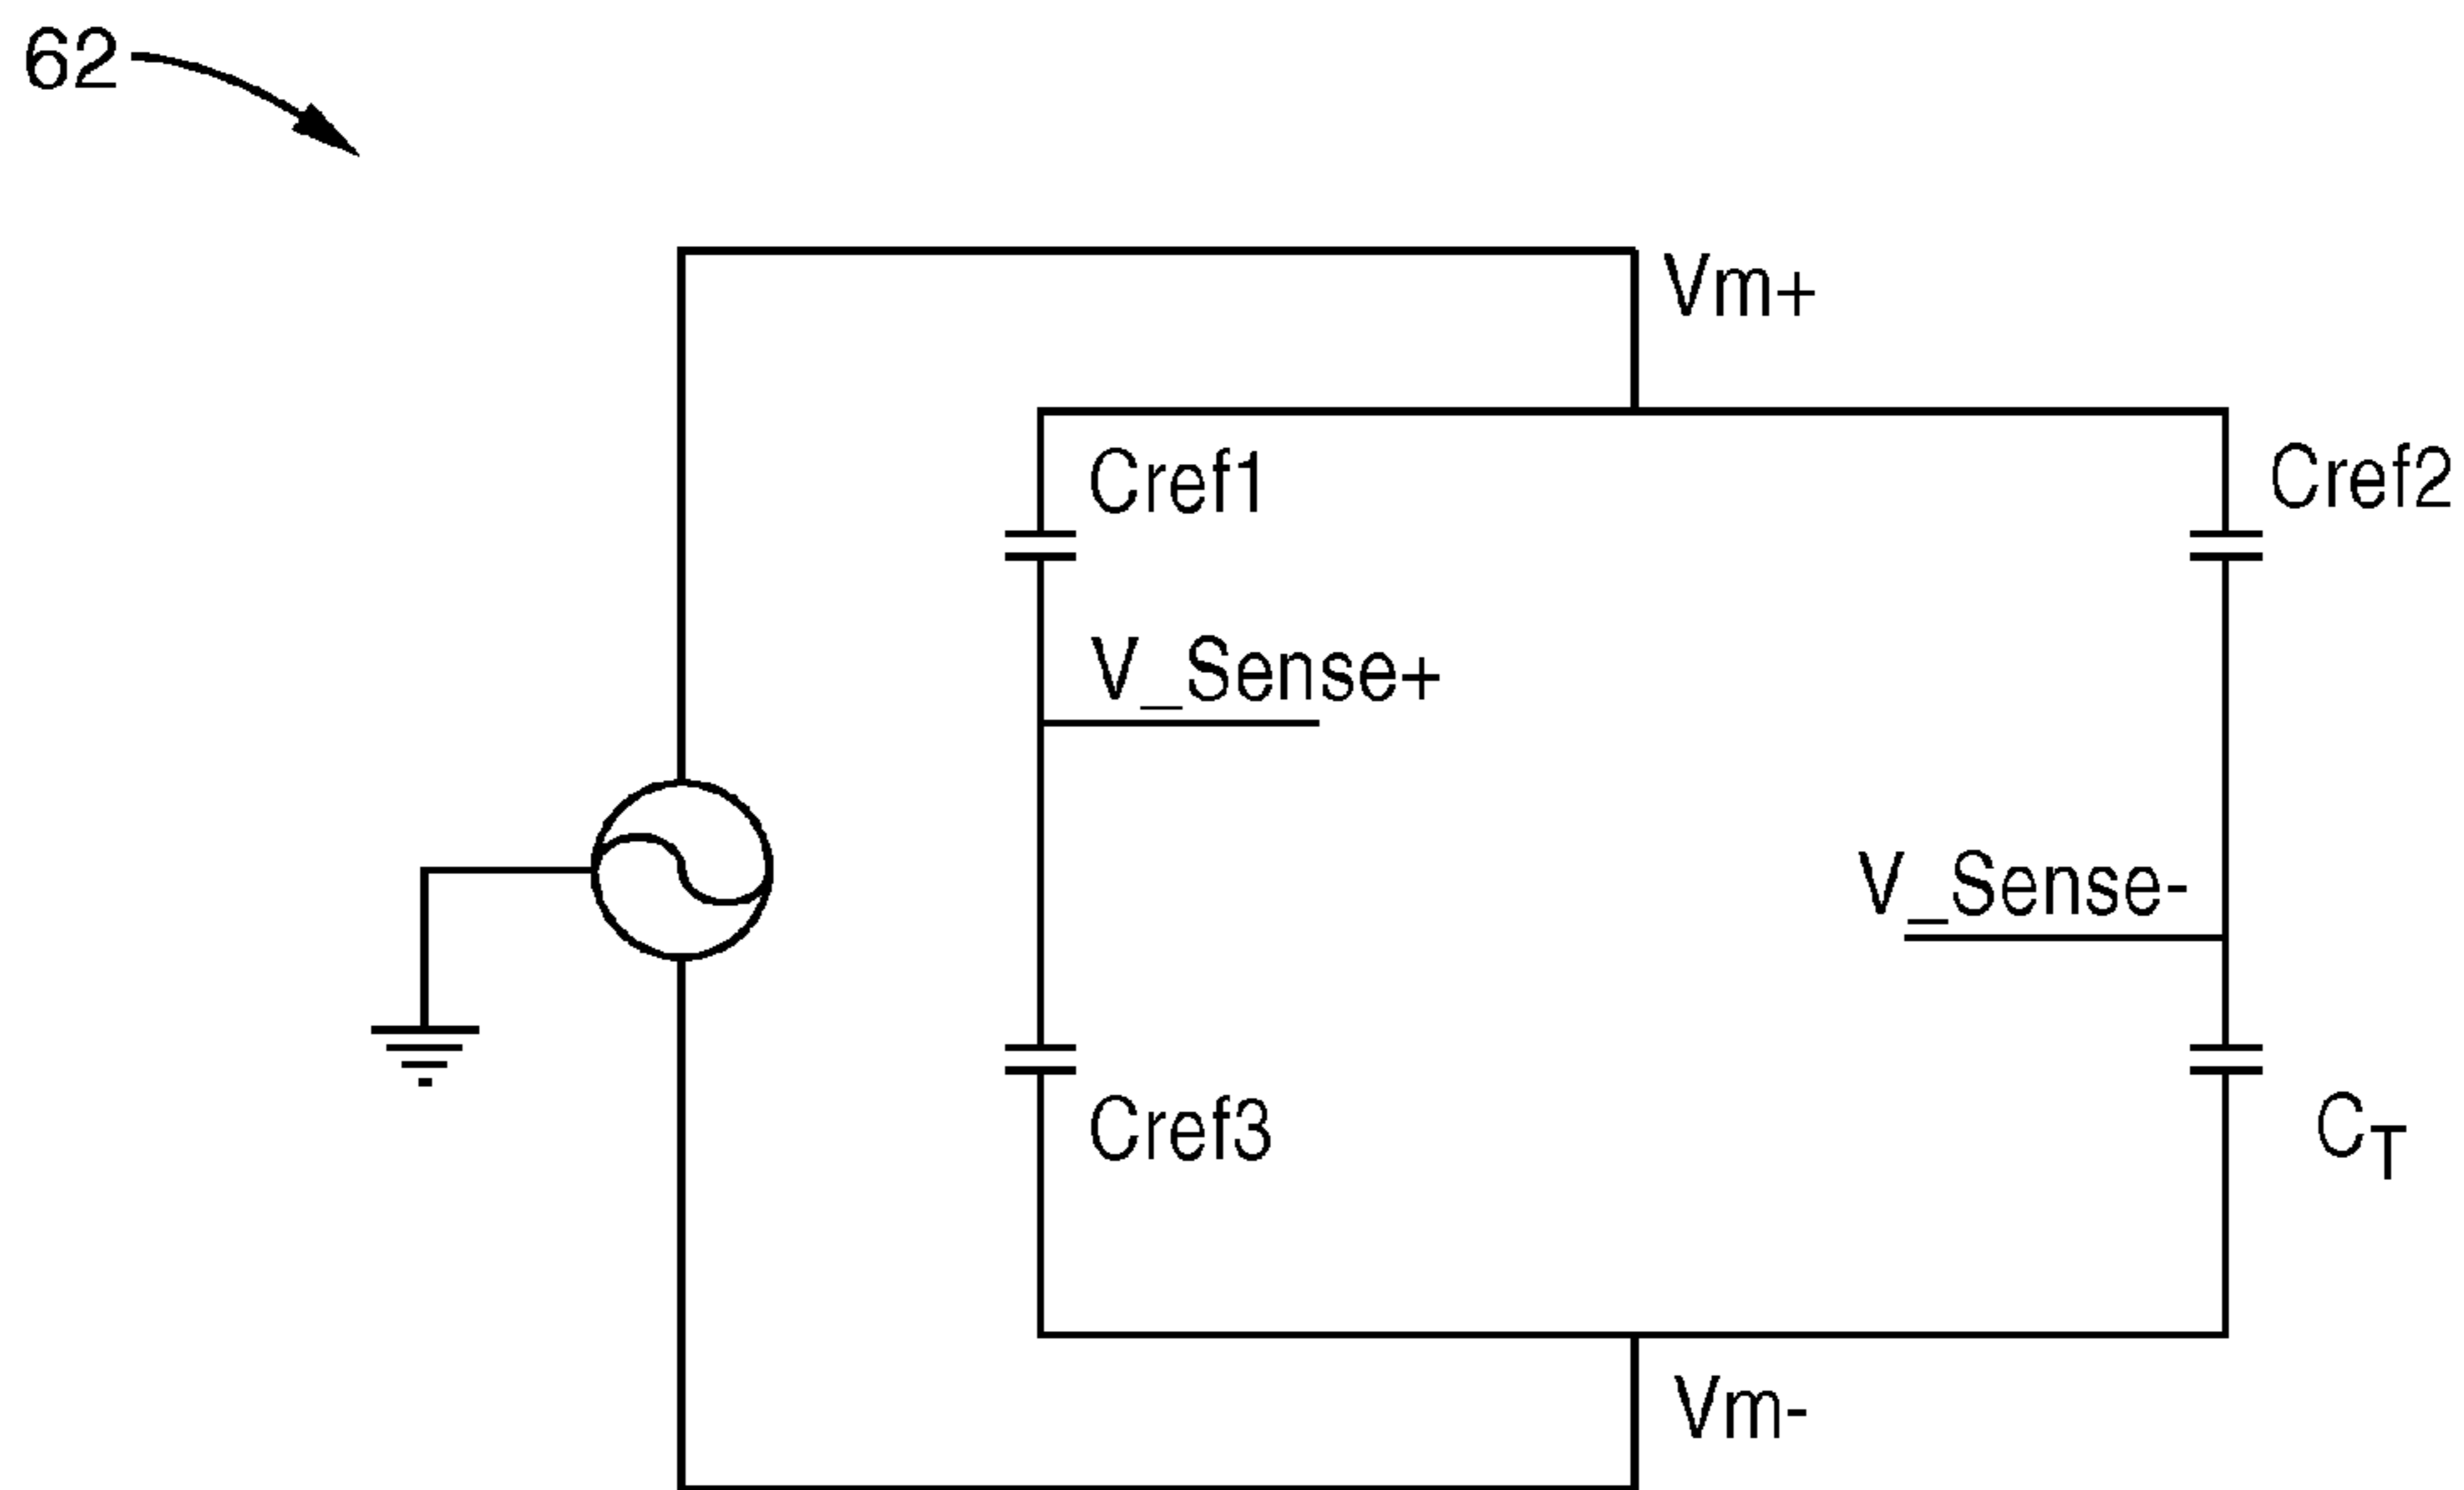 62
Vm+
Cref1
Cref2
V_Sense+
V_Sense-
Cref3
CT
Vm-